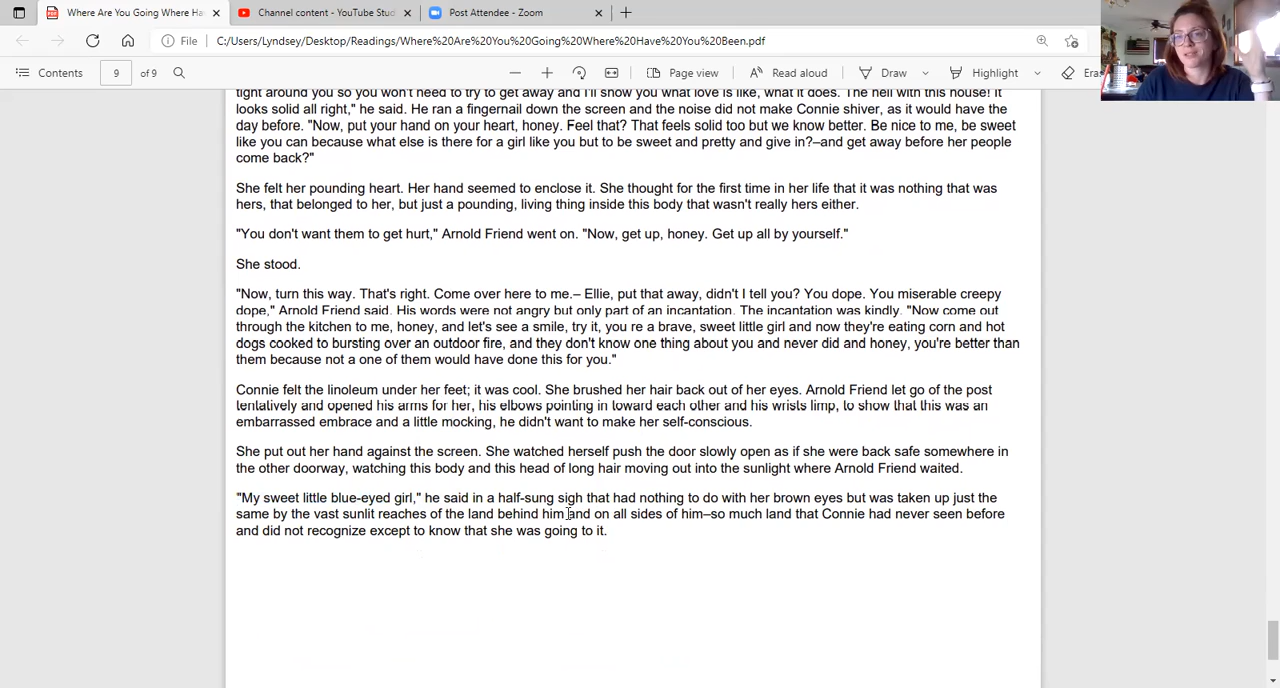 Where Are You Going Where Ha
Channel content - YouTube Stud
Post Attendee - Zoom
File
C:/Users/Lyndsey/Desktop/Readings/Where%20Are%20You%20Going%20Where%20Have%20You%20Been.pdf
Contents
9
of 9
Page view
Read aloud
Draw
Highlight
Eras
tight around you so you won't need to try to get away and I'll show you what love is like, what it does. The hell with this house! It
looks solid all right," he said. He ran a fingernail down the screen and the noise did not make Connie shiver, as it would have the
day before. "Now, put your hand on your heart, honey. Feel that? That feels solid too but we know better. Be nice to me, be sweet
like you can because what else is there for a girl like you but to be sweet and pretty and give in?–and get away before her people
come back?"
She felt her pounding heart. Her hand seemed to enclose it. She thought for the first time in her life that it was nothing that was
hers, that belonged to her, but just a pounding, living thing inside this body that wasn't really hers either.
"You don't want them to get hurt," Arnold Friend went on. "Now, get up, honey. Get up all by yourself."
She stood.
"Now, turn this way. That's right. Come over here to me.– Ellie, put that away, didn't I tell you? You dope. You miserable creepy
dope," Arnold Friend said. His words were not angry but only part of an incantation. The incantation was kindly. "Now come out
through the kitchen to me, honey, and let's see a smile, try it, you re a brave, sweet little girl and now they're eating corn and hot
dogs cooked to bursting over an outdoor fire, and they don't know one thing about you and never did and honey, you're better than
them because not a one of them would have done this for you."
Connie felt the linoleum under her feet; it was cool. She brushed her hair back out of her eyes. Arnold Friend let go of the post
tentatively and opened his arms for her, his elbows pointing in toward each other and his wrists limp, to show that this was an
embarrassed embrace and a little mocking, he didn't want to make her self-conscious.
She put out her hand against the screen. She watched herself push the door slowly open as if she were back safe somewhere in
the other doorway, watching this body and this head of long hair moving out into the sunlight where Arnold Friend waited.
"My sweet little blue-eyed girl," he said in a half-sung sigh that had nothing to do with her brown eyes but was taken up just the
same by the vast sunlit reaches of the land behind him and on all sides of him–so much land that Connie had never seen before
and did not recognize except to know that she was going to it.